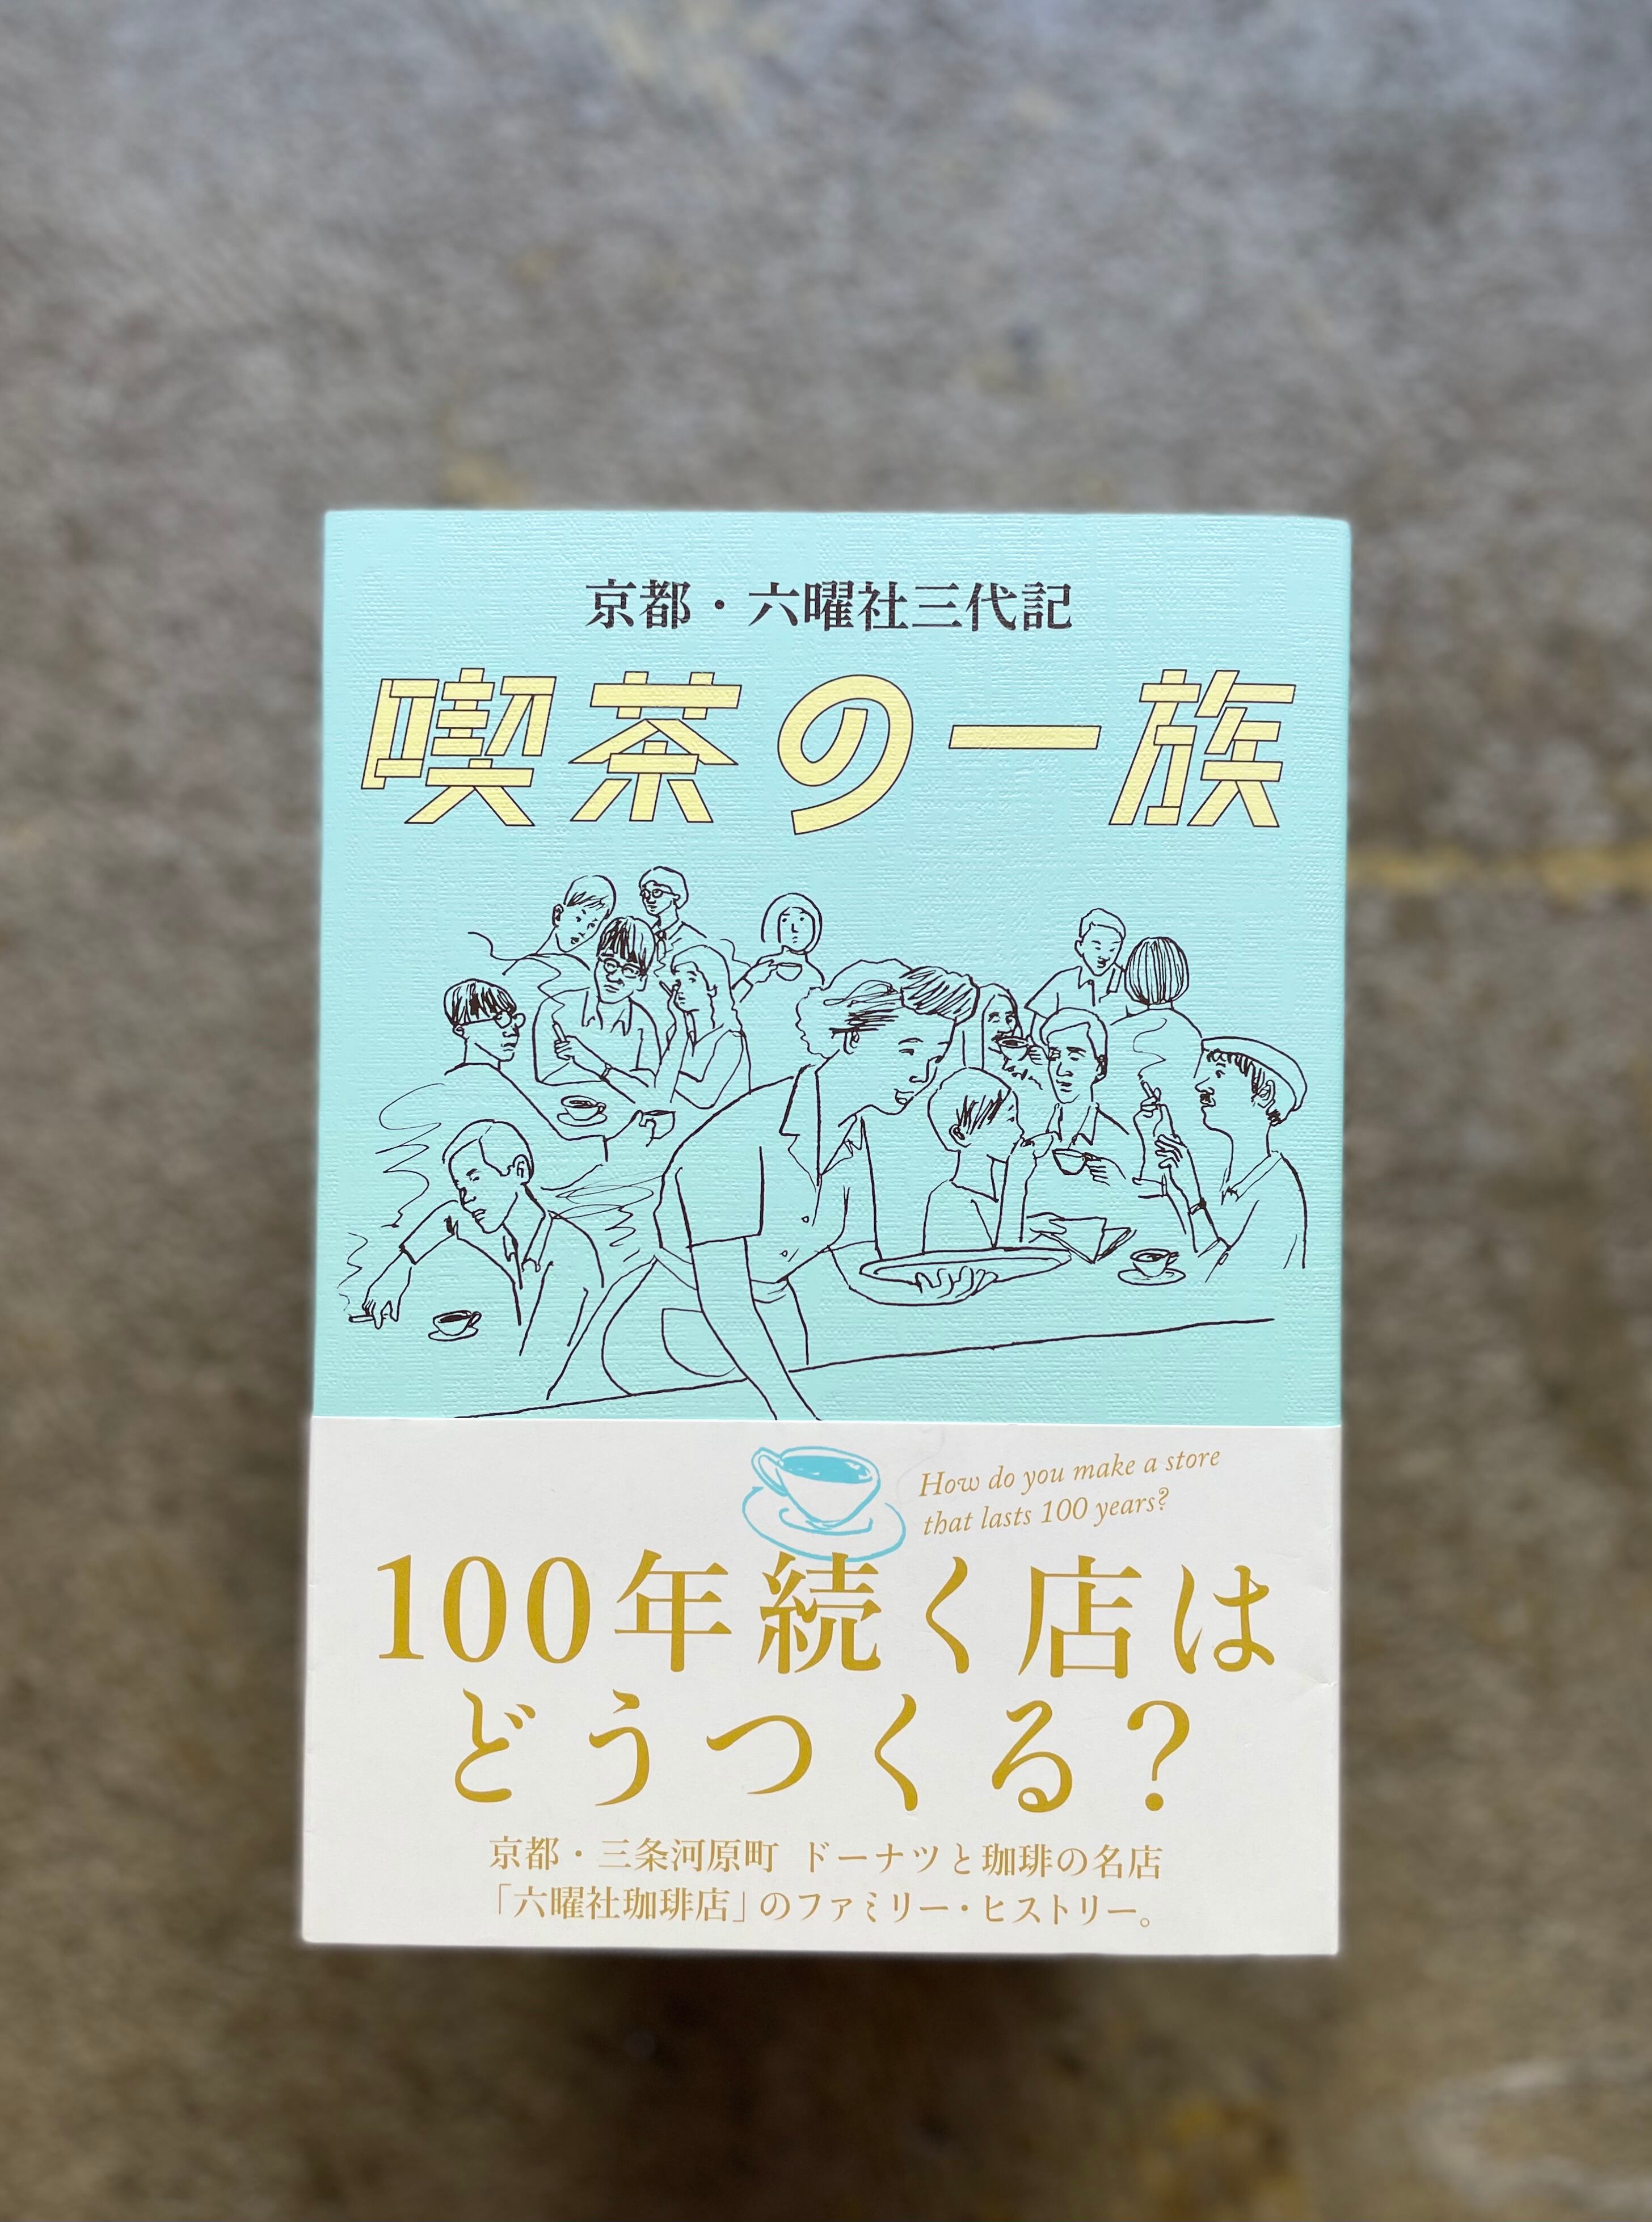 京都・六曜社三代記
喫茶の一族
How do you make a store
that lasts 100 years?
100年続く店は
どうつくる?
京都・三条河原町 ドーナツと珈琲の名店
「六曜社珈琲店」のファミリー・ヒストリー。